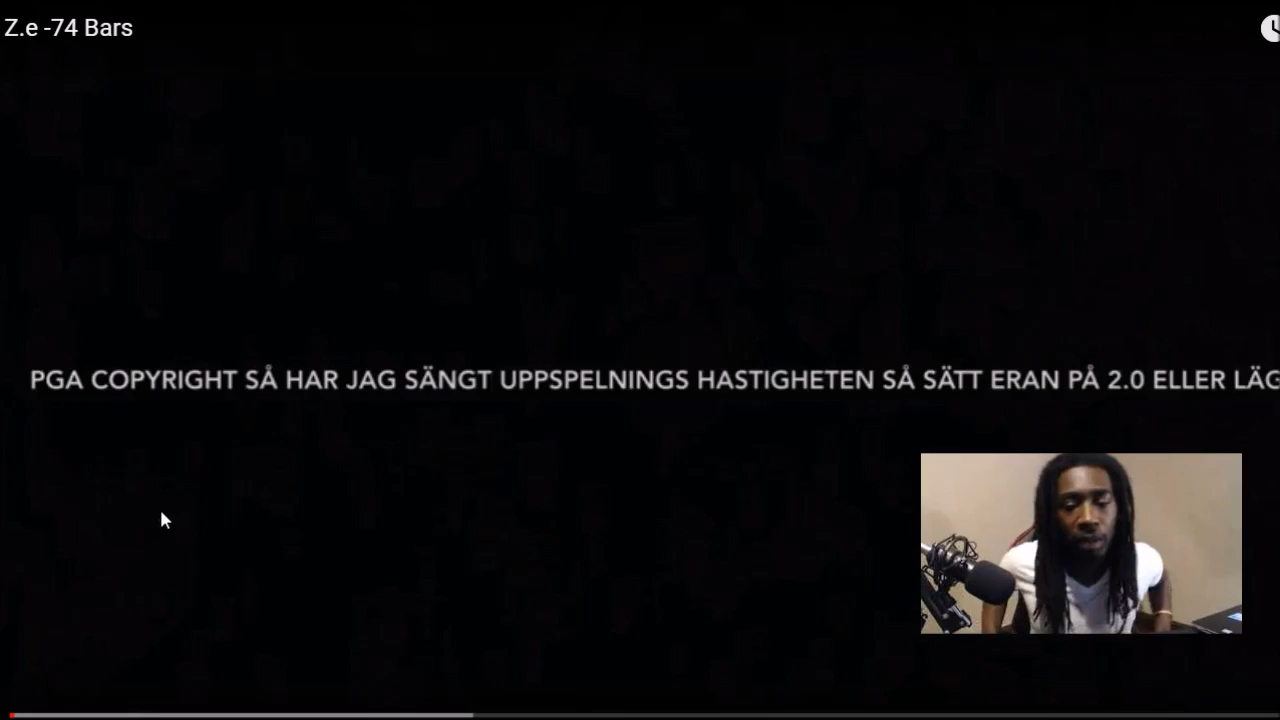 Z.e -74 Bars
PGA COPYRIGHT SÅ HAR JAG SÄNGT UPPSPELNINGS HASTIGHETEN SÅ SÄTT ERAN PÅ 2.0 ELLER